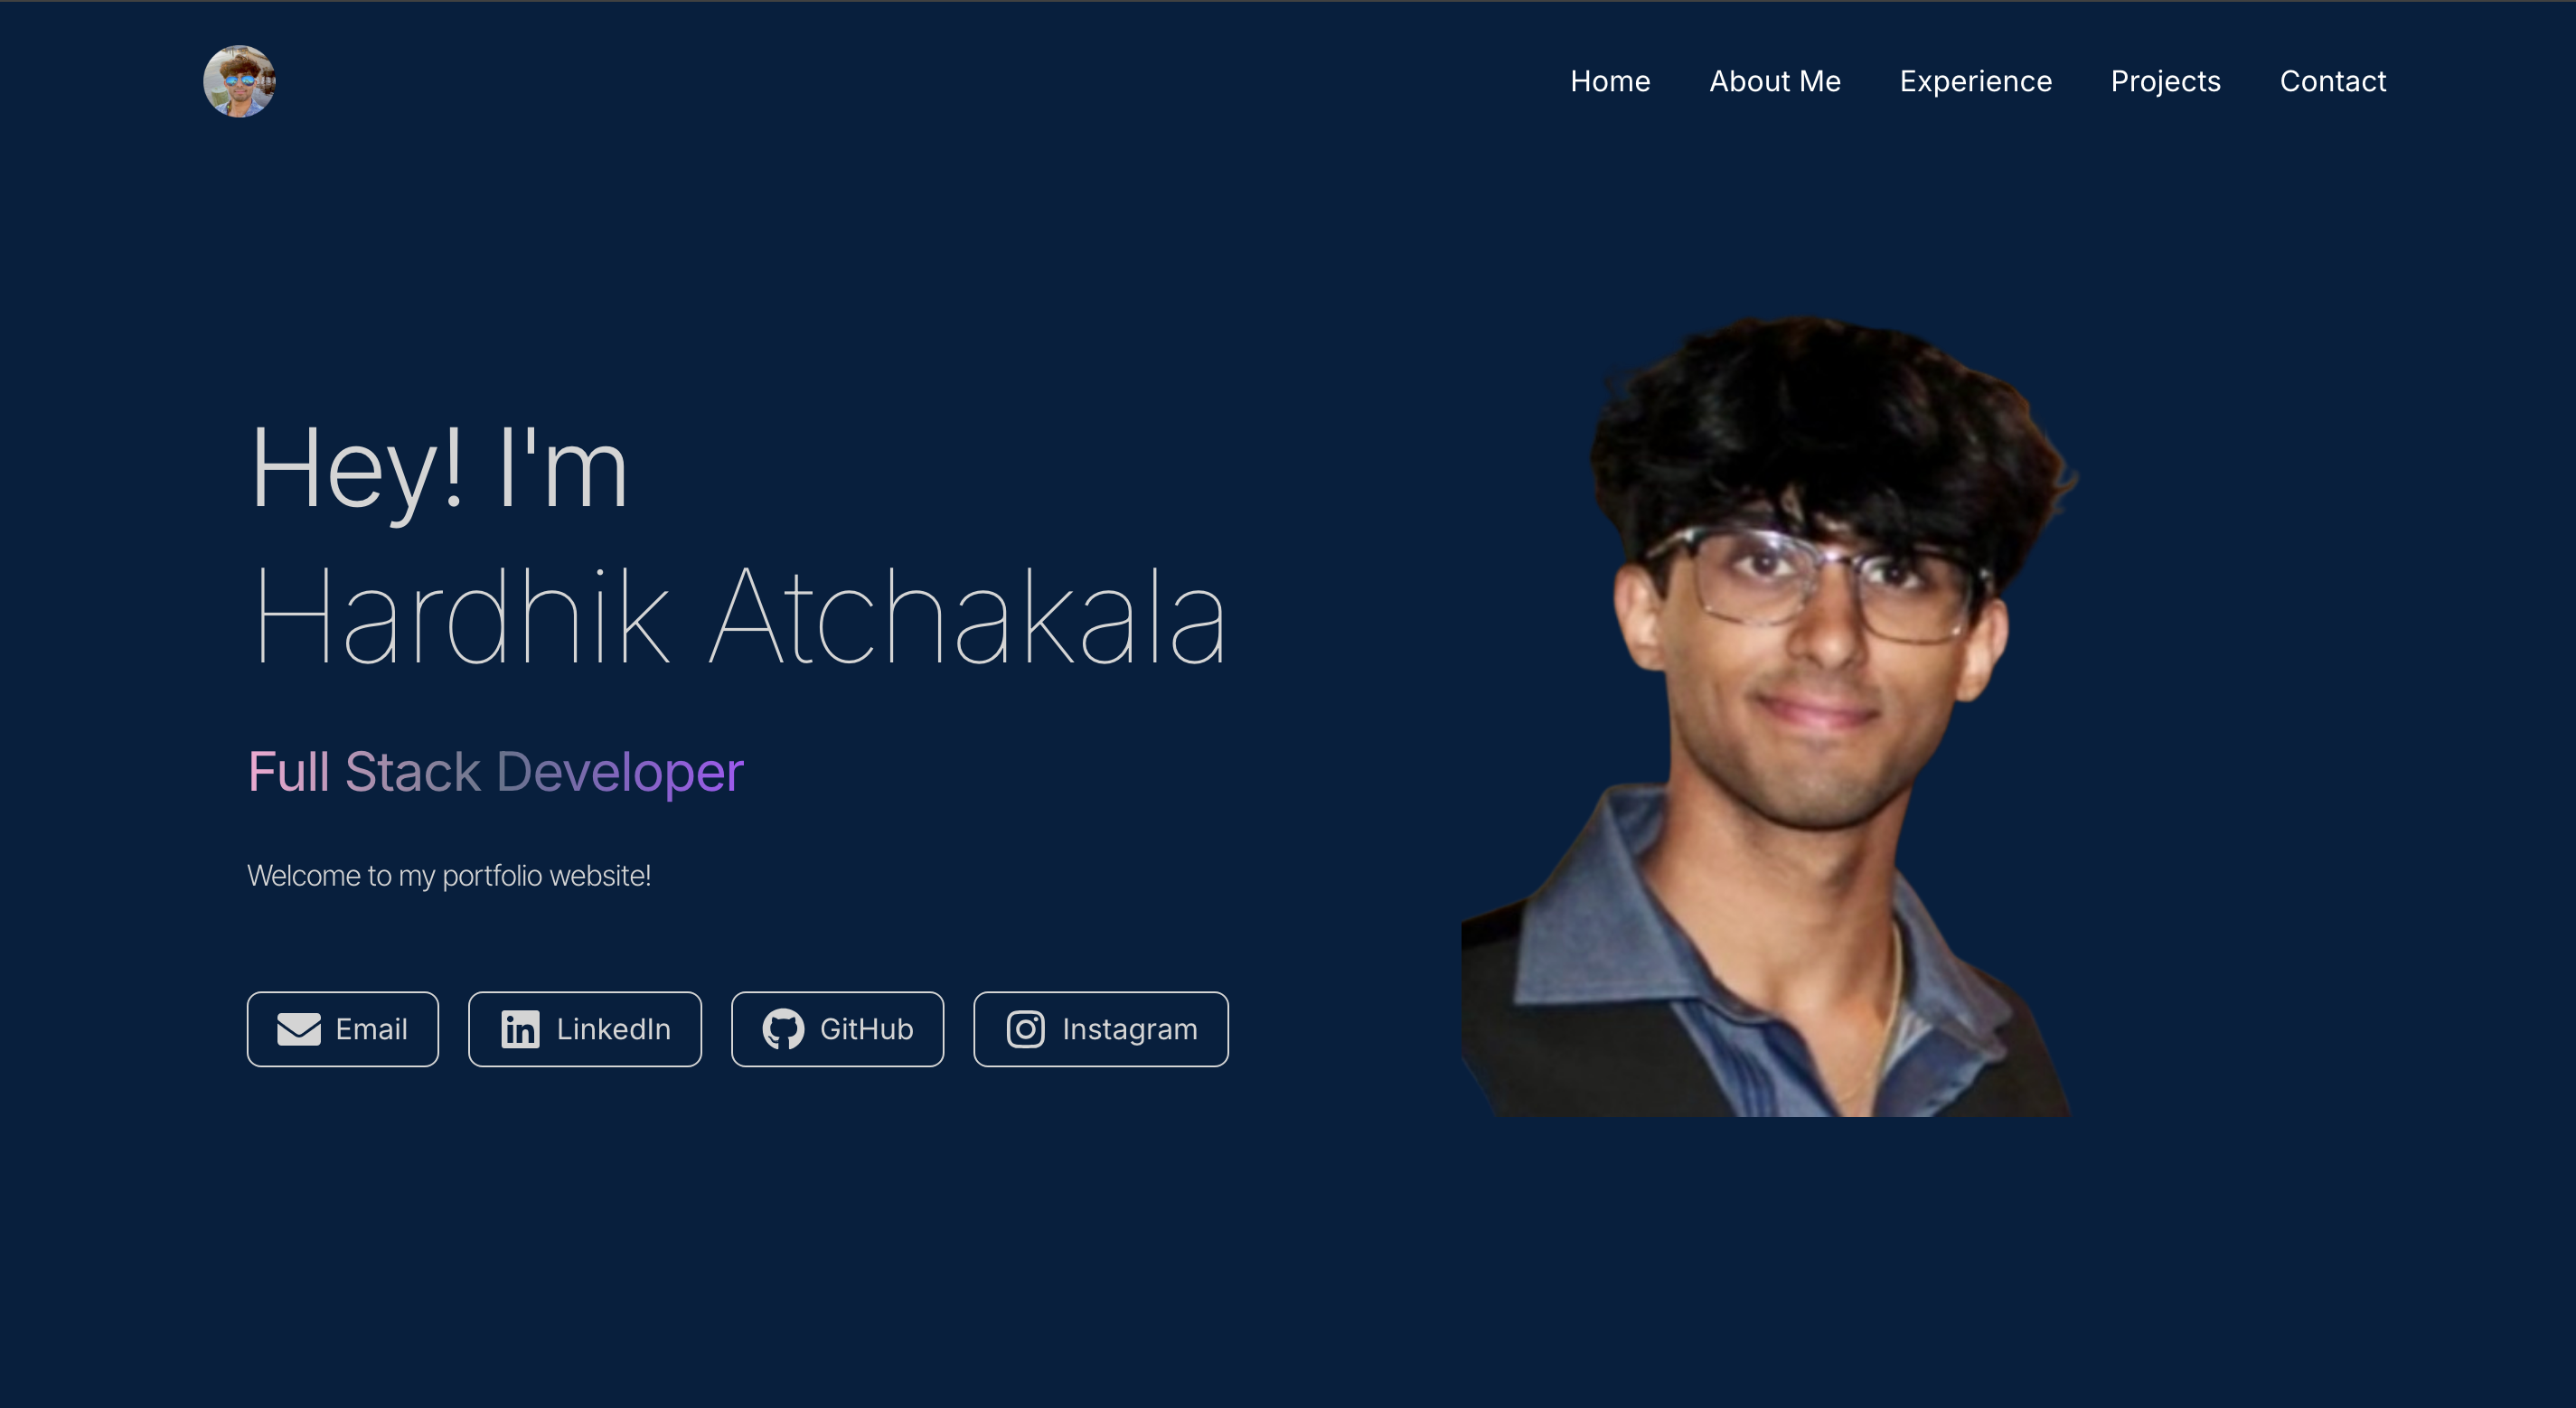 Home About Me Experience Projects Contact
Hey! I'm
Hardhik Atchakala
Full Stack Developer
Welcome to my portfolio website!
Email LinkedIn GitHub Instagram